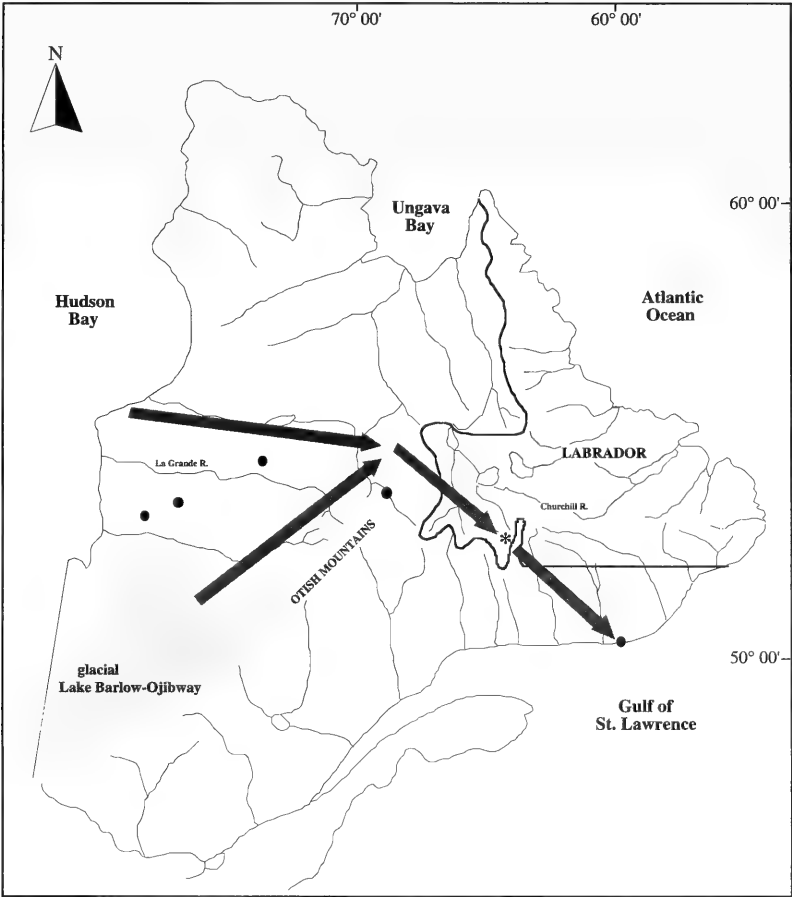 70° 00'
60° 00'
N
60° 00'
Ungava
Bay
Hudson
Bay
Atlantic
Ocean
La Grande R.
LABRADOR
Churchill R.
*
OTISH MOUNTAINS
glacial
Lake Barlow-Ojibway
50° 00'
Gulf of
St. Lawrence